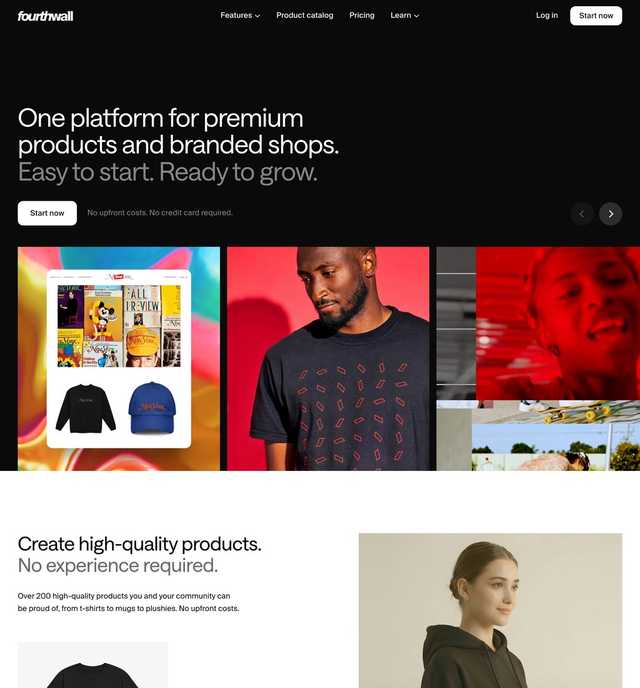 fourthwall
Features
Product catalog
Pricing
Learn
Log in
Start now
One platform for premium
products and branded shops.
Easy to start. Ready to grow.
Start now
No upfront costs. No credit card required.
FALL
PREVIEW
Create high-quality products.
No experience required.
Over 200 high-quality products you and your community can
be proud of, from t-shirts to mugs to plushies. No upfront costs.